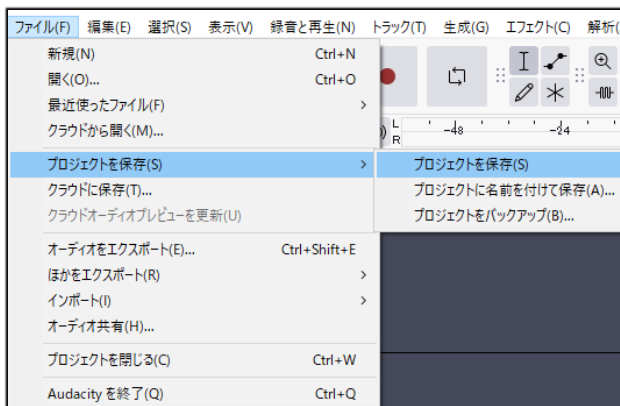 ファイル(F) 編集(E) 選択(S) 表示(V) 録音と再生(N) トラック(T) 生成(G) エフェクト(C) 解析(
新規(N) Ctrl+N
開く(O)... Ctrl+O
最近使ったファイル(F) >
クラウドから開く(M)...
L
R
-48 -24
プロジェクトを保存(S) >
プロジェクトを保存(S)
クラウドに保存(T)...
プロジェクトに名前を付けて保存(A)...
クラウドオーディオプレビューを更新(U)
プロジェクトをバックアップ(B)...
オーディオをエクスポート(E)... Ctrl+Shift+E
ほかをエクスポート(R) >
インポート(I) >
オーディオ共有(H)...
プロジェクトを閉じる(C) Ctrl+W
Audacity を終了(Q) Ctrl+Q